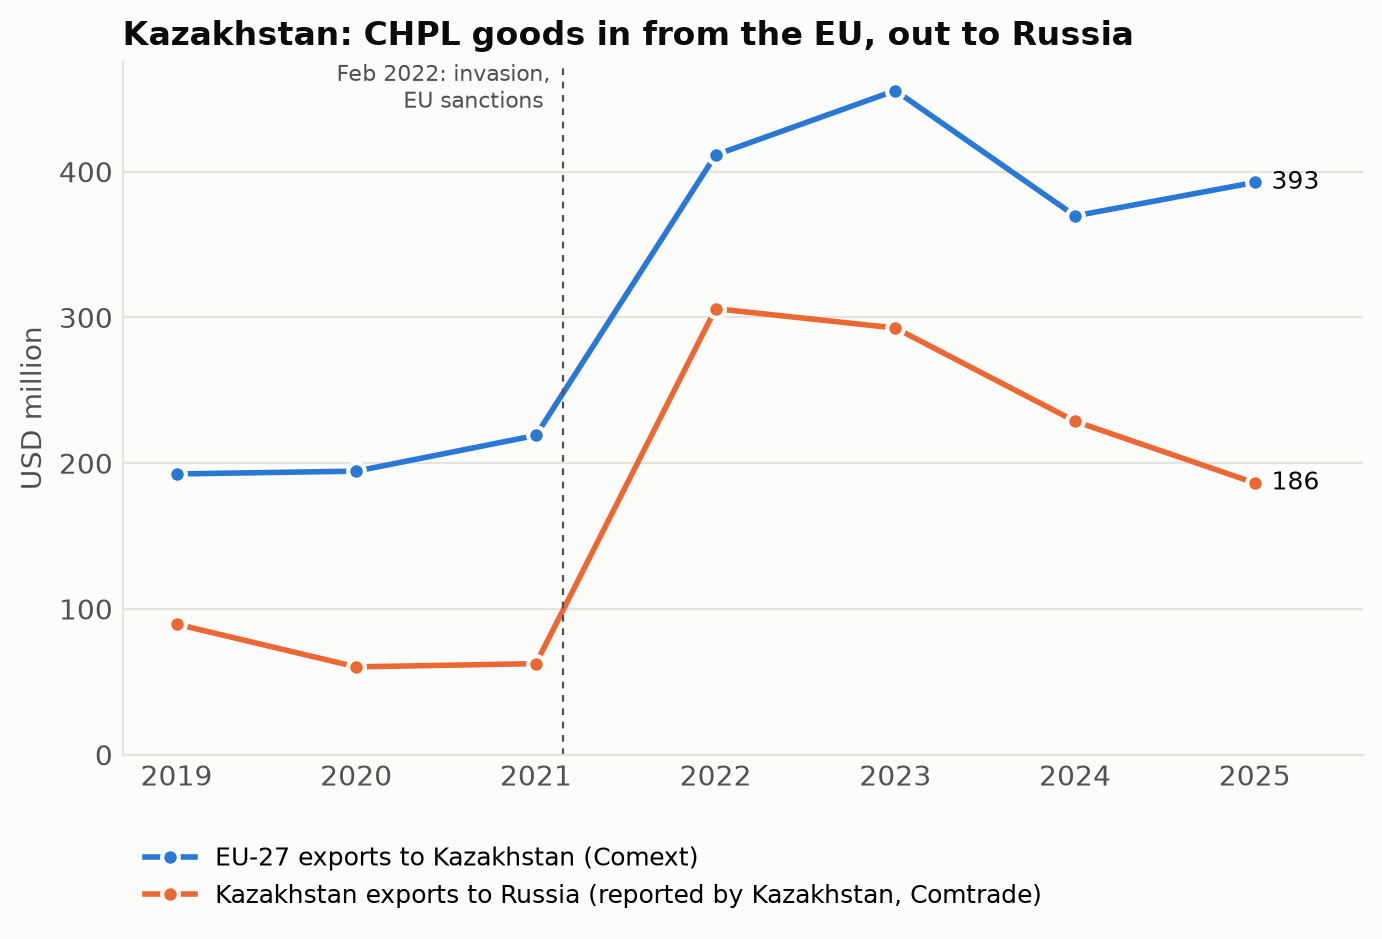 Kazakhstan: CHPL goods in from the EU, out to Russia
Feb 2022: invasion,
EU sanctions
USD million
400
300
200
100
0
393
186
2019 2020 2021 2022 2023 2024 2025
EU-27 exports to Kazakhstan (Comext)
Kazakhstan exports to Russia (reported by Kazakhstan, Comtrade)